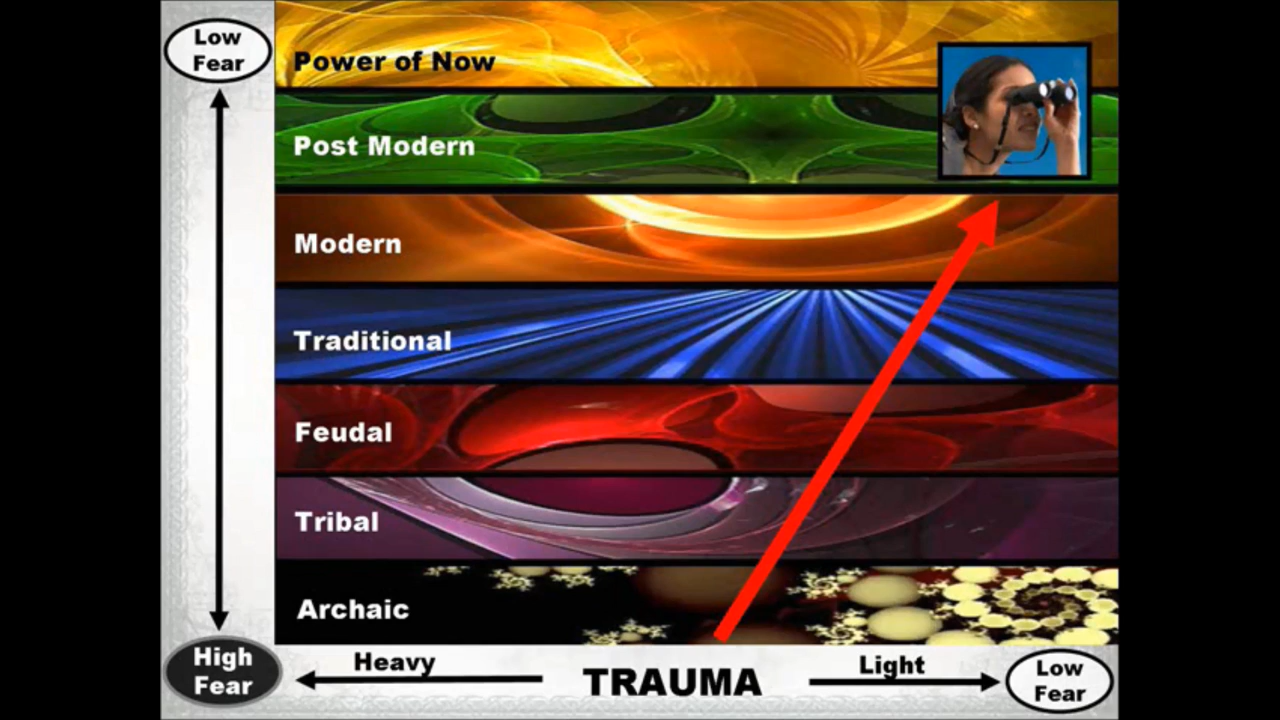 Low
Fear
Power of Now
Post Modern
Modern
Traditional
Feudal
Tribal
Archaic
High
Fear
Heavy
TRAUMA
Light
Low
Fear